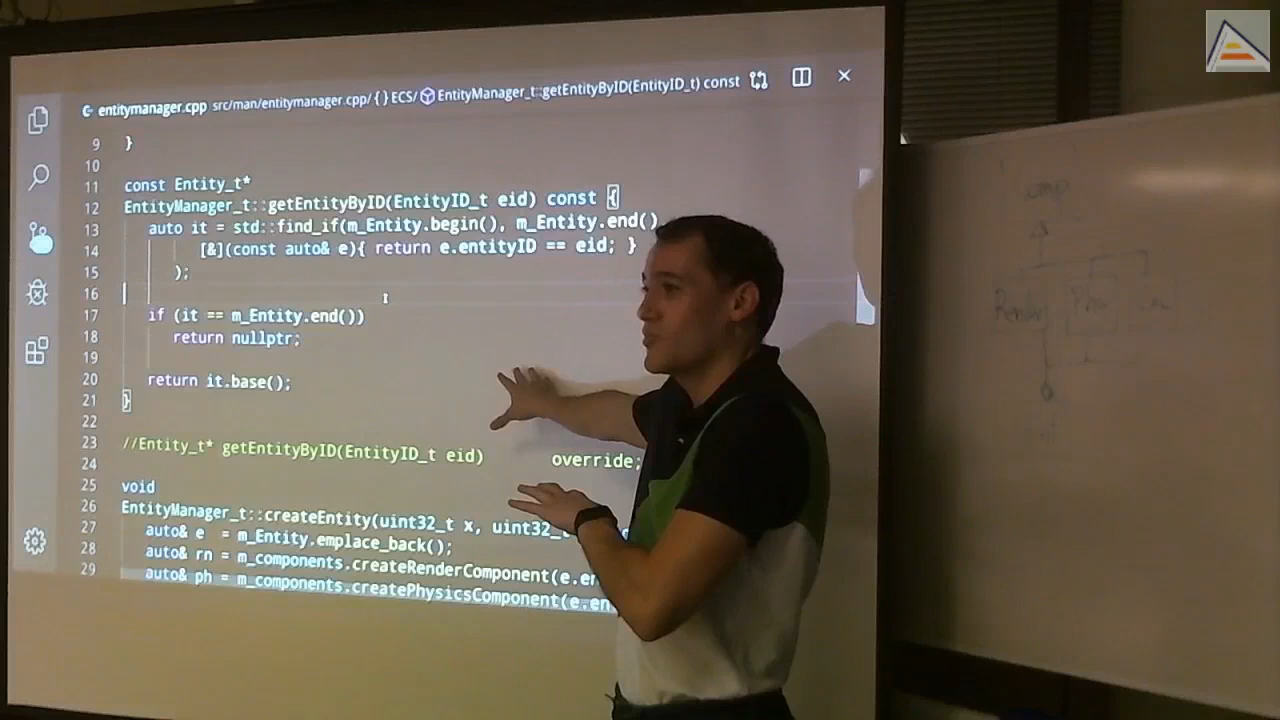 entitymanager.cpp src/man/entitymanager.cpp/ { } ECS/ EntityManager_t::getEntityByID(EntityID_t) const
9 }
10
11 const Entity_t*
12 EntityManager_t::getEntityByID(EntityID_t eid) const {
13 auto it = std::find_if(m_Entity.begin(), m_Entity.end()
14 [&](const auto& e){ return e.entityID == eid; }
15 );
16
17 if (it == m_Entity.end())
18 return nullptr;
19
20 return it.base();
21 }
22
23 //Entity_t* getEntityByID(EntityID_t eid) override;
24
25 void
26 EntityManager_t::createEntity(uint32_t x, uint32_t
27 auto& e = m_Entity.emplace_back();
28 auto& rn = m_components.createRenderComponent(e.en
29 auto& ph = m_components.createPhysicsComponent(e.en
cmp
Render